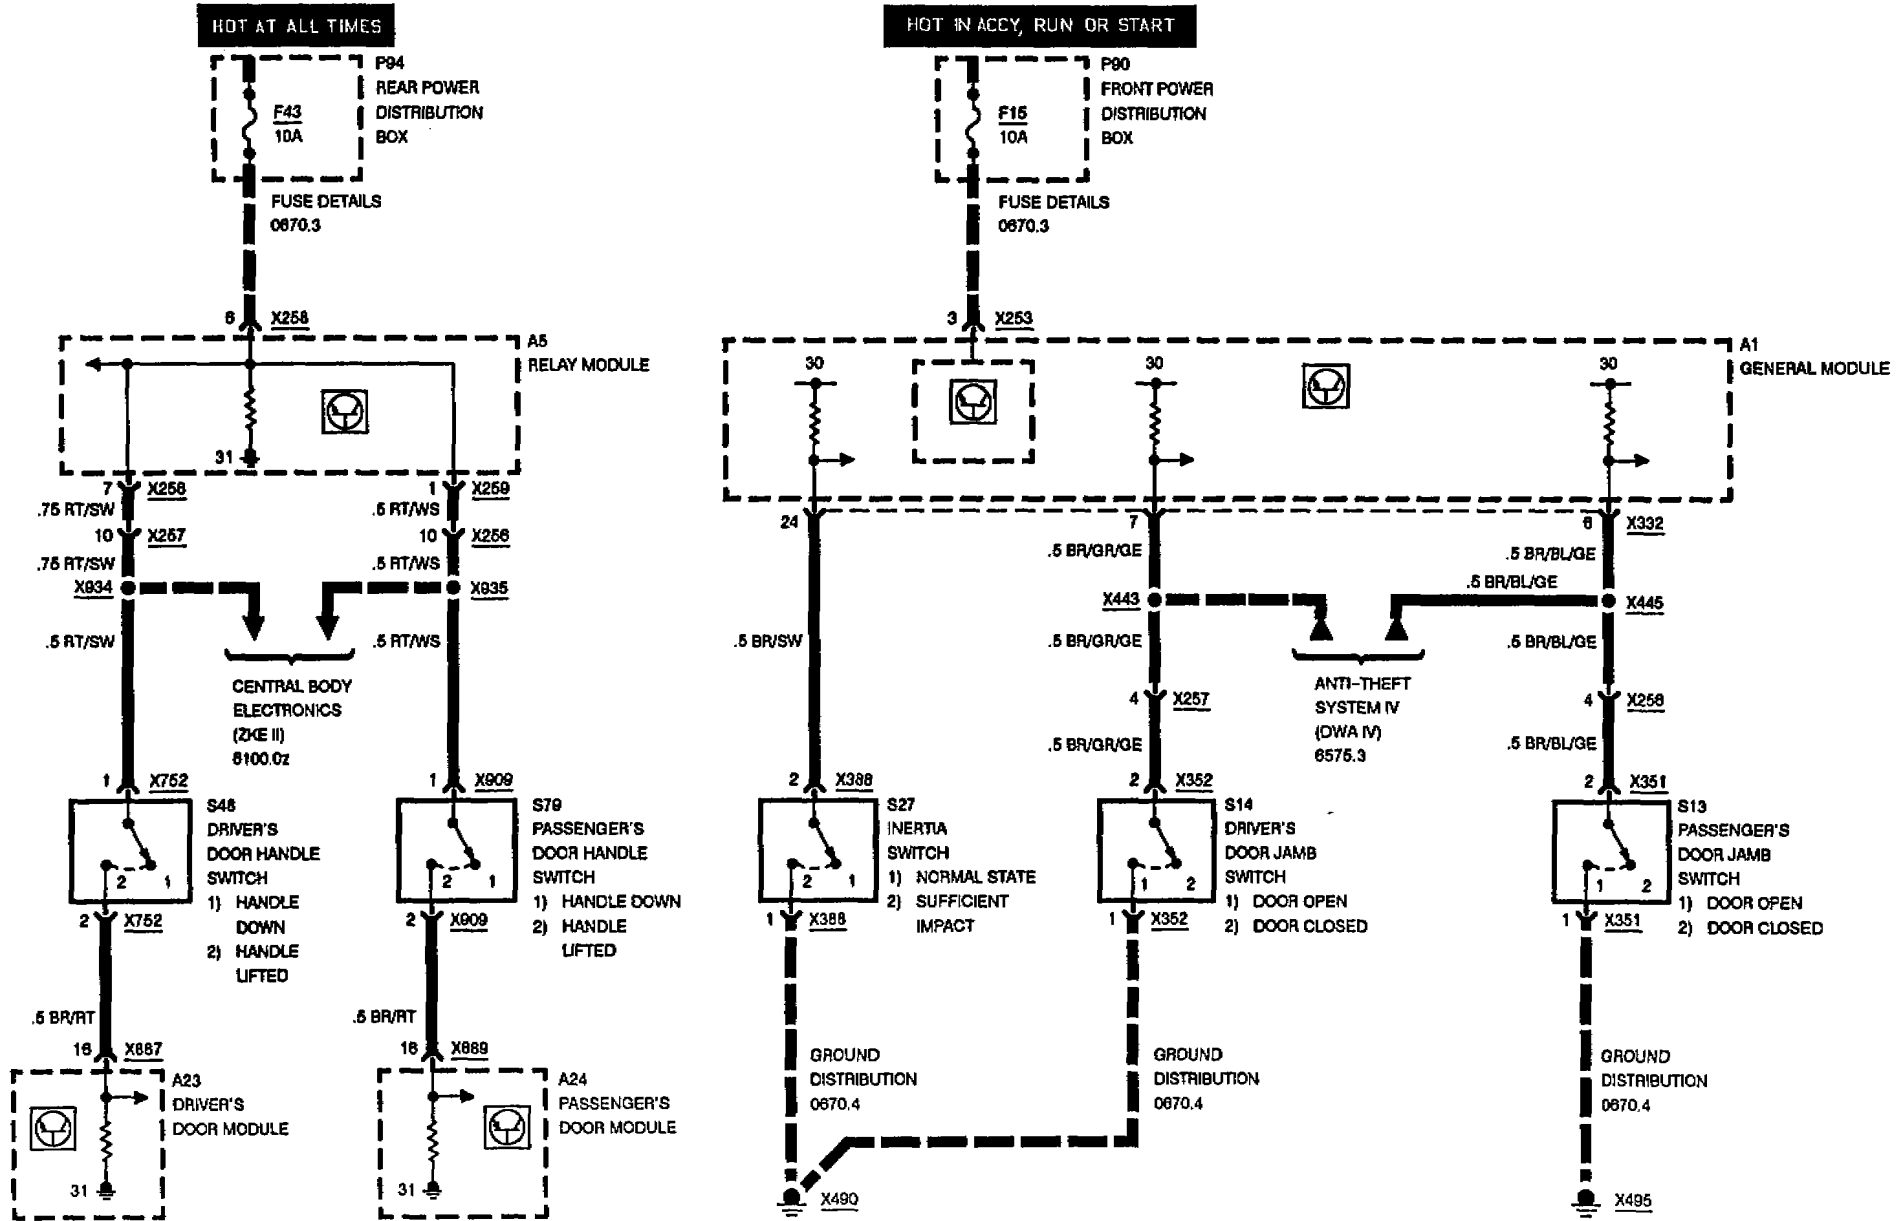 HOT AT ALL TIMES
HOT IN ACCY, RUN OR START
P94
REAR POWER
DISTRIBUTION
BOX
F43
10A
FUSE DETAILS
0670.3
P90
FRONT POWER
DISTRIBUTION
BOX
F15
10A
FUSE DETAILS
0670.3
6 X258
3 X253
A5
RELAY MODULE
31
A1
GENERAL MODULE
30
30
30
7 X256
1 X259
.75 RT/SW
.5 RT/WS
10 X257
10 X256
.75 RT/SW
.5 RT/WS
X934
X935
.5 RT/SW
.5 RT/WS
CENTRAL BODY
ELECTRONICS
(ZKE II)
8100.0z
24
7
6 X332
.5 BR/GR/GE
.5 BR/BL/GE
.5 BR/BL/GE
X443
X445
.5 BR/SW
.5 BR/GR/GE
.5 BR/BL/GE
ANTI-THEFT
SYSTEM IV
(DWA IV)
6575.3
4 X257
4 X256
.5 BR/GR/GE
.5 BR/BL/GE
1 X752
S48
DRIVER'S
DOOR HANDLE
SWITCH
1) HANDLE
DOWN
2) HANDLE
LIFTED
2 1
2 X752
1 X909
S79
PASSENGER'S
DOOR HANDLE
SWITCH
1) HANDLE DOWN
2) HANDLE
LIFTED
2 1
2 X909
2 X388
S27
INERTIA
SWITCH
1) NORMAL STATE
2) SUFFICIENT
IMPACT
2 1
1 X388
2 X352
S14
DRIVER'S
DOOR JAMB
SWITCH
1) DOOR OPEN
2) DOOR CLOSED
1 2
1 X352
2 X351
S13
PASSENGER'S
DOOR JAMB
SWITCH
1) DOOR OPEN
2) DOOR CLOSED
1 2
1 X351
.5 BR/RT
.5 BR/RT
16 X887
16 X889
A23
DRIVER'S
DOOR MODULE
31
A24
PASSENGER'S
DOOR MODULE
31
GROUND
DISTRIBUTION
0670.4
GROUND
DISTRIBUTION
0670.4
GROUND
DISTRIBUTION
0670.4
X490
X495